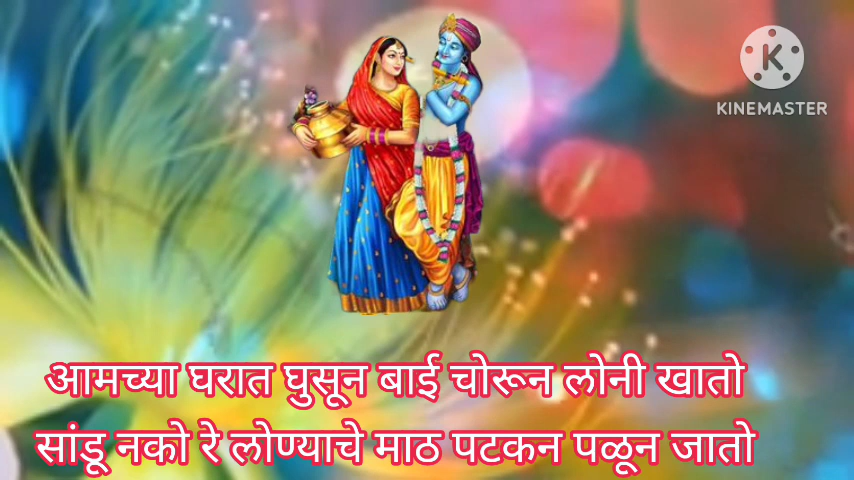 KINEMASTER
आमच्या घरात घुसून बाई चोरून लोनी खातो
सांडू नको रे लोण्याचे माठ पटकन पळून जातो